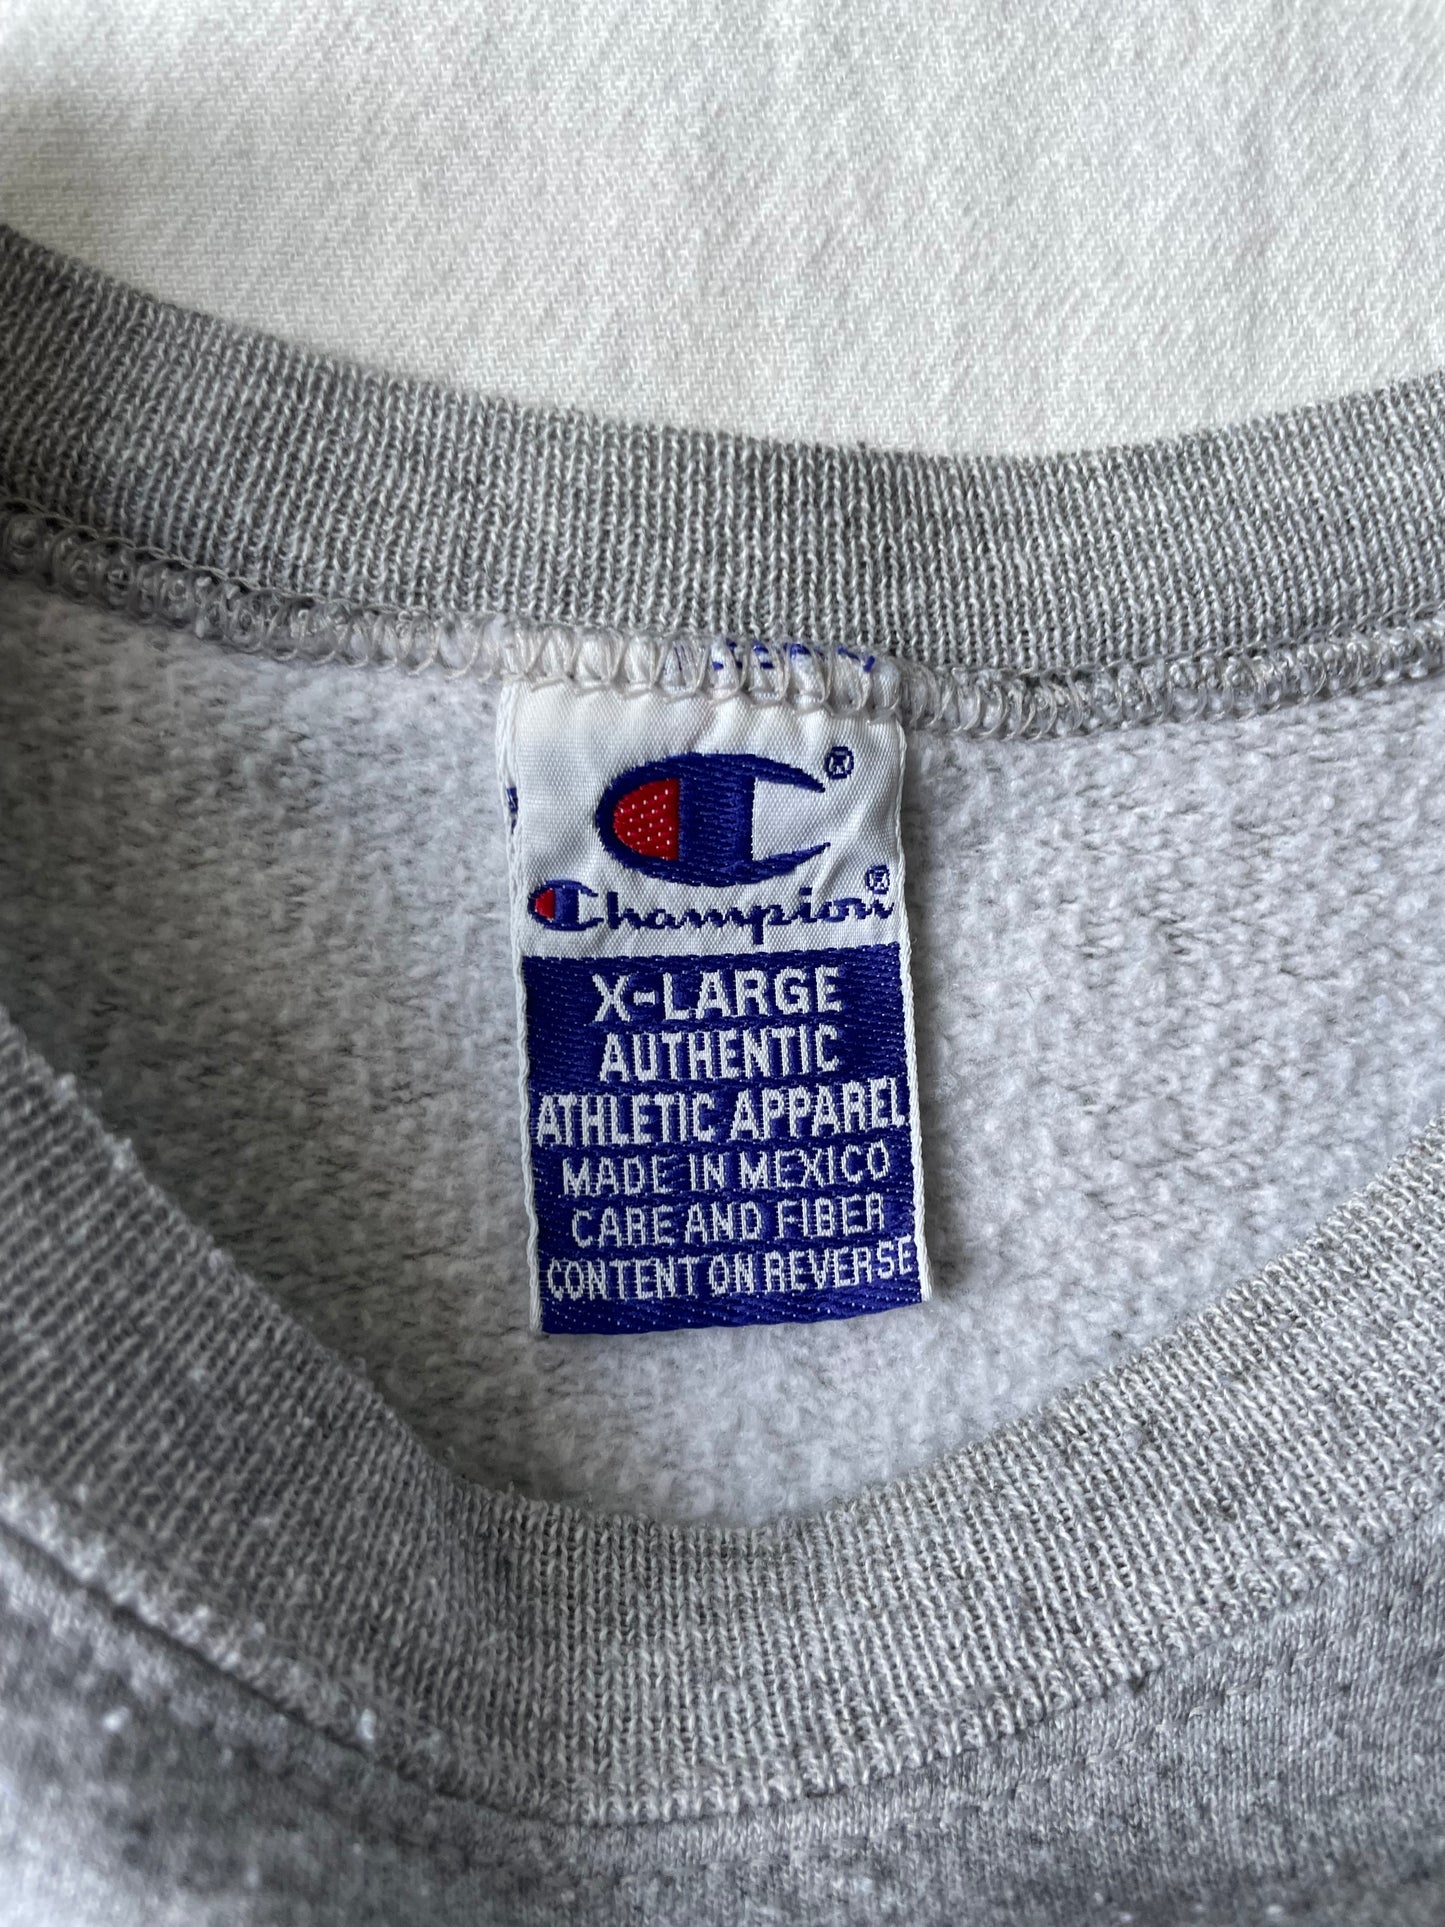 ®
Champion®
X-LARGE
AUTHENTIC
ATHLETIC APPAREL
MADE IN MEXICO
CARE AND FIBER
CONTENT ON REVERSE